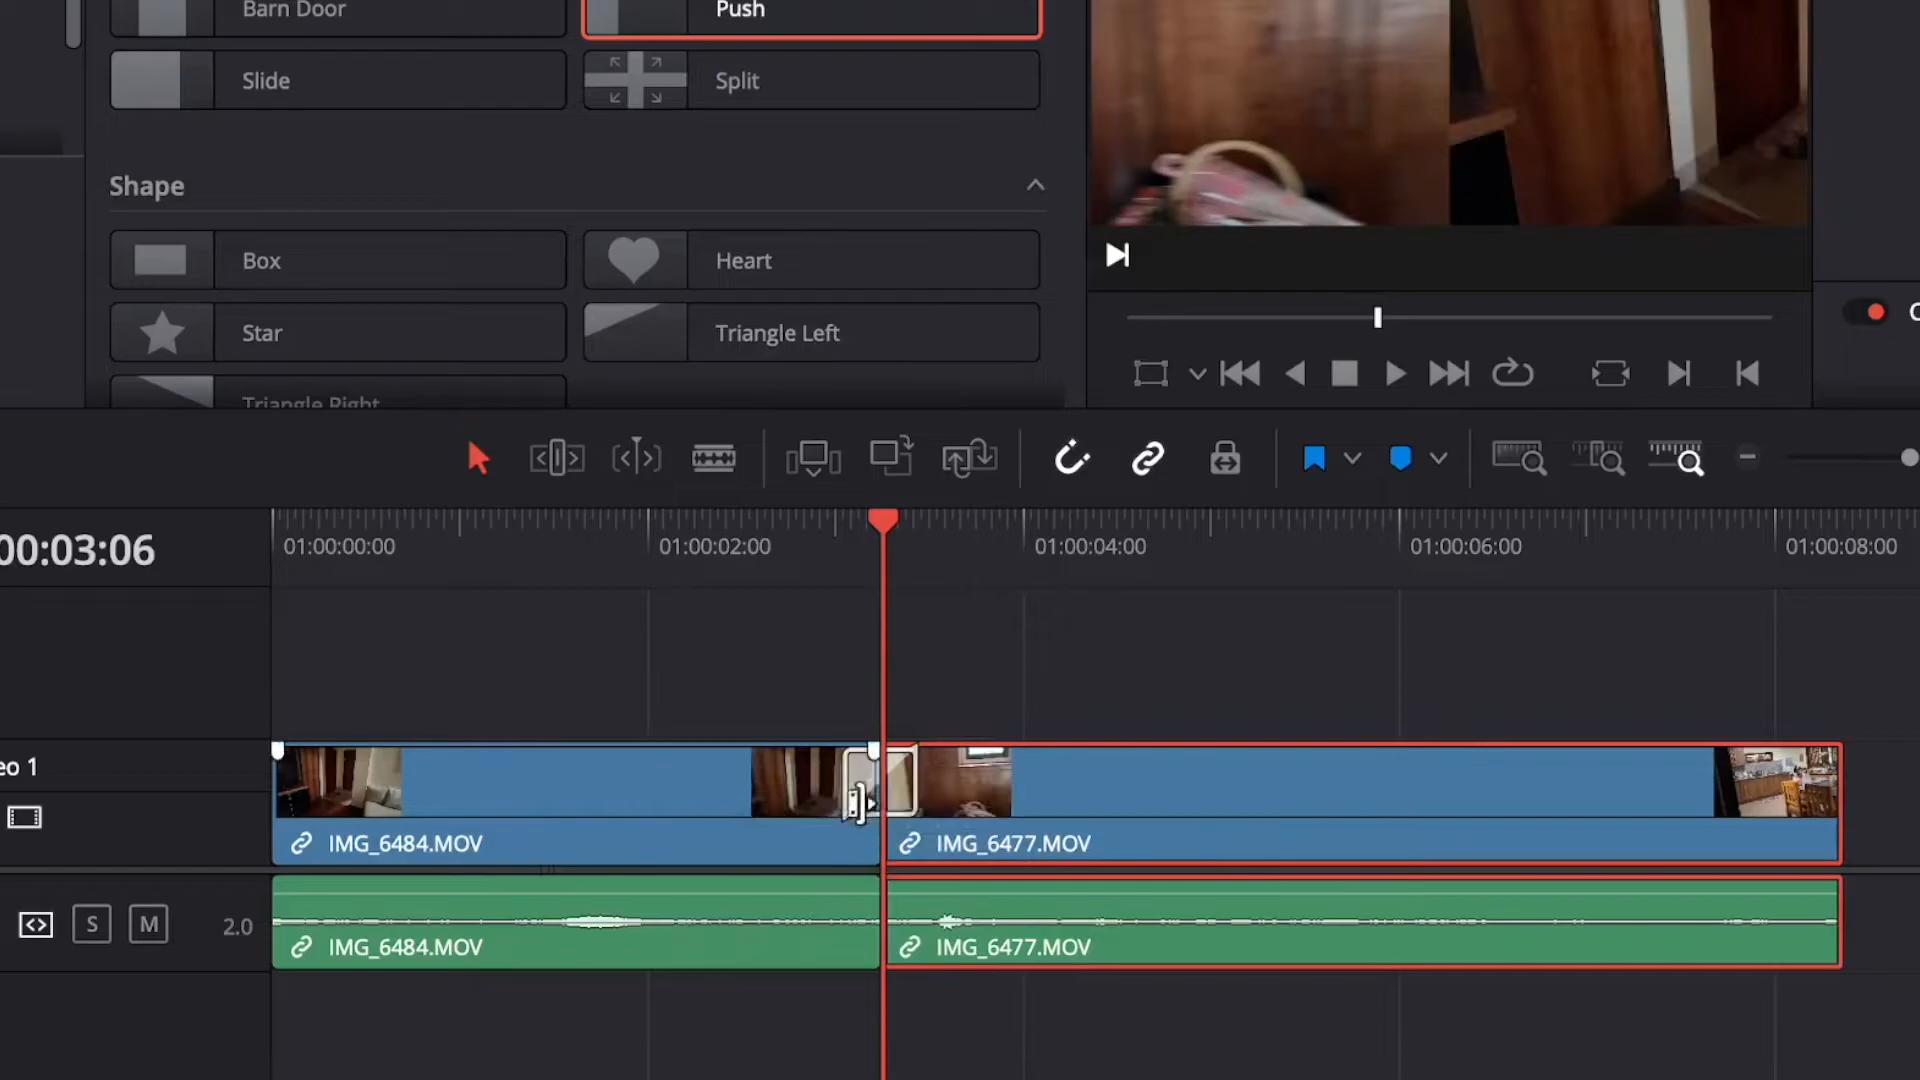 Barn Door
Push
Slide
Split
Shape
Box
Heart
Star
Triangle Left
Triangle Right
00:03:06
01:00:00:00
01:00:02:00
01:00:04:00
01:00:06:00
01:00:08:00
eo 1
IMG_6484.MOV
IMG_6477.MOV
S
M
2.0
IMG_6484.MOV
IMG_6477.MOV